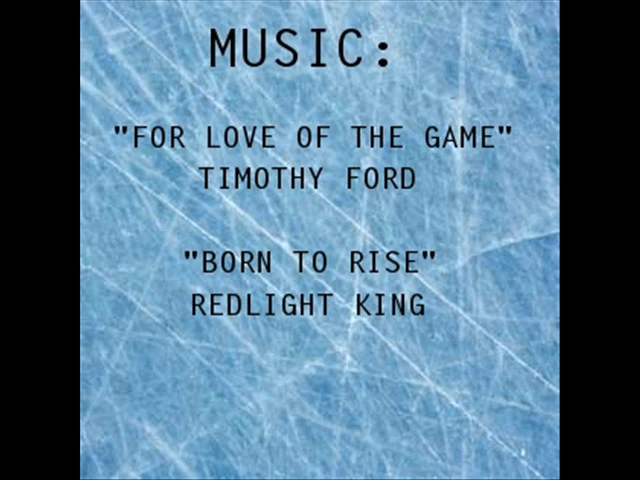 MUSIC:
"FOR LOVE OF THE GAME"
TIMOTHY FORD
"BORN TO RISE"
REDLIGHT KING